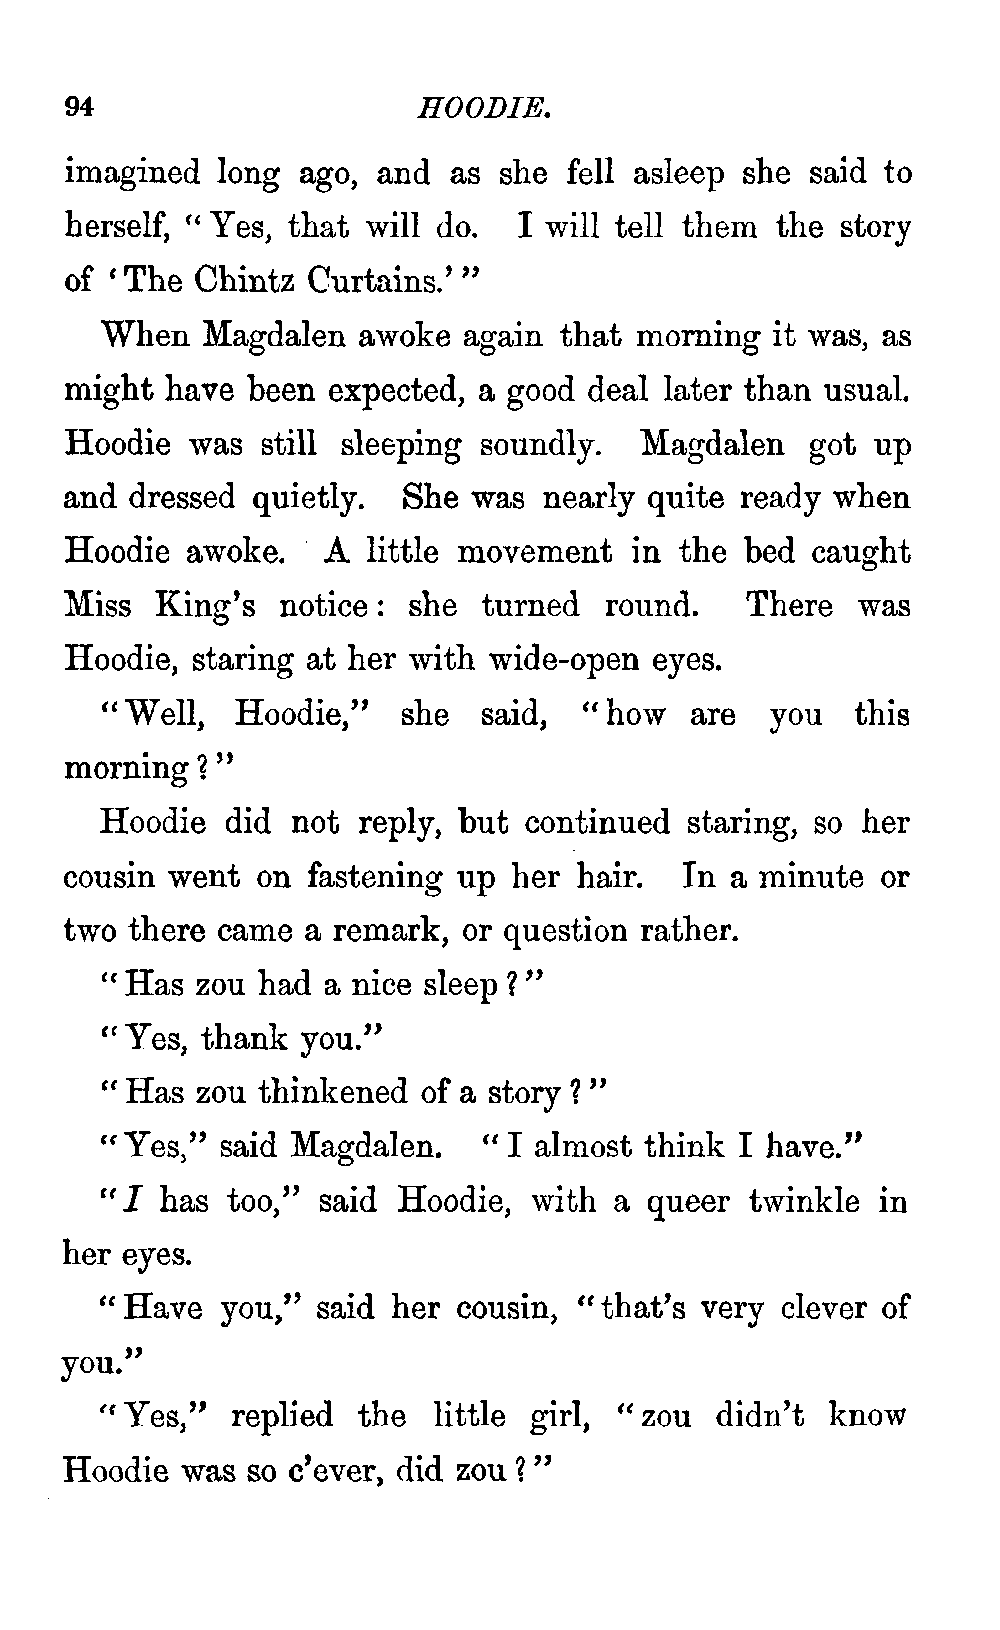 94 HOODIE.
imagined long ago, and as she fell asleep she said to
herself, “Yes, that will do. I will tell them the story
of ‘The Chintz Curtains.’”
When Magdalen awoke again that morning it was, as
might have been expected, a good deal later than usual.
Hoodie was still sleeping soundly. Magdalen got up
and dressed quietly. She was nearly quite ready when
Hoodie awoke. A little movement in the bed caught
Miss King’s notice: she turned round. There was
Hoodie, staring at her with wide-open eyes.
“Well, Hoodie,” she said, “how are you this
morning?”
Hoodie did not reply, but continued staring, so her
cousin went on fastening up her hair. In a minute or
two there came a remark, or question rather.
“Has zou had a nice sleep?”
“Yes, thank you.”
“Has zou thinkened of a story?”
“Yes,” said Magdalen. “I almost think I have.”
“I has too,” said Hoodie, with a queer twinkle in
her eyes.
“Have you,” said her cousin, “that’s very clever of
you.”
“Yes,” replied the little girl, “zou didn’t know
Hoodie was so c’ever, did zou?”